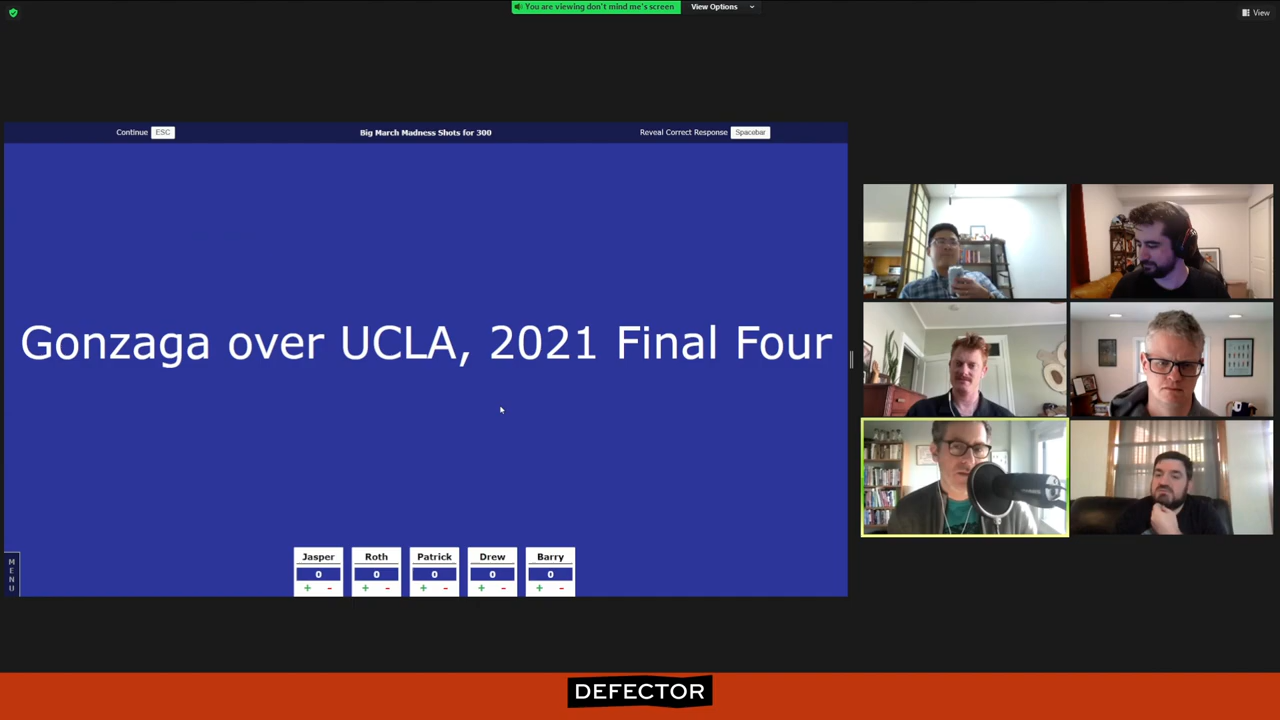 You are viewing don't mind me's screen
View Options
View
Continue ESC
Big March Madness Shots for 300
Reveal Correct Response Spacebar
Gonzaga over UCLA, 2021 Final Four
MENU
Jasper Roth Patrick Drew Barry
0 0 0 0 0
+ - + - + - + - + -
DEFECTOR